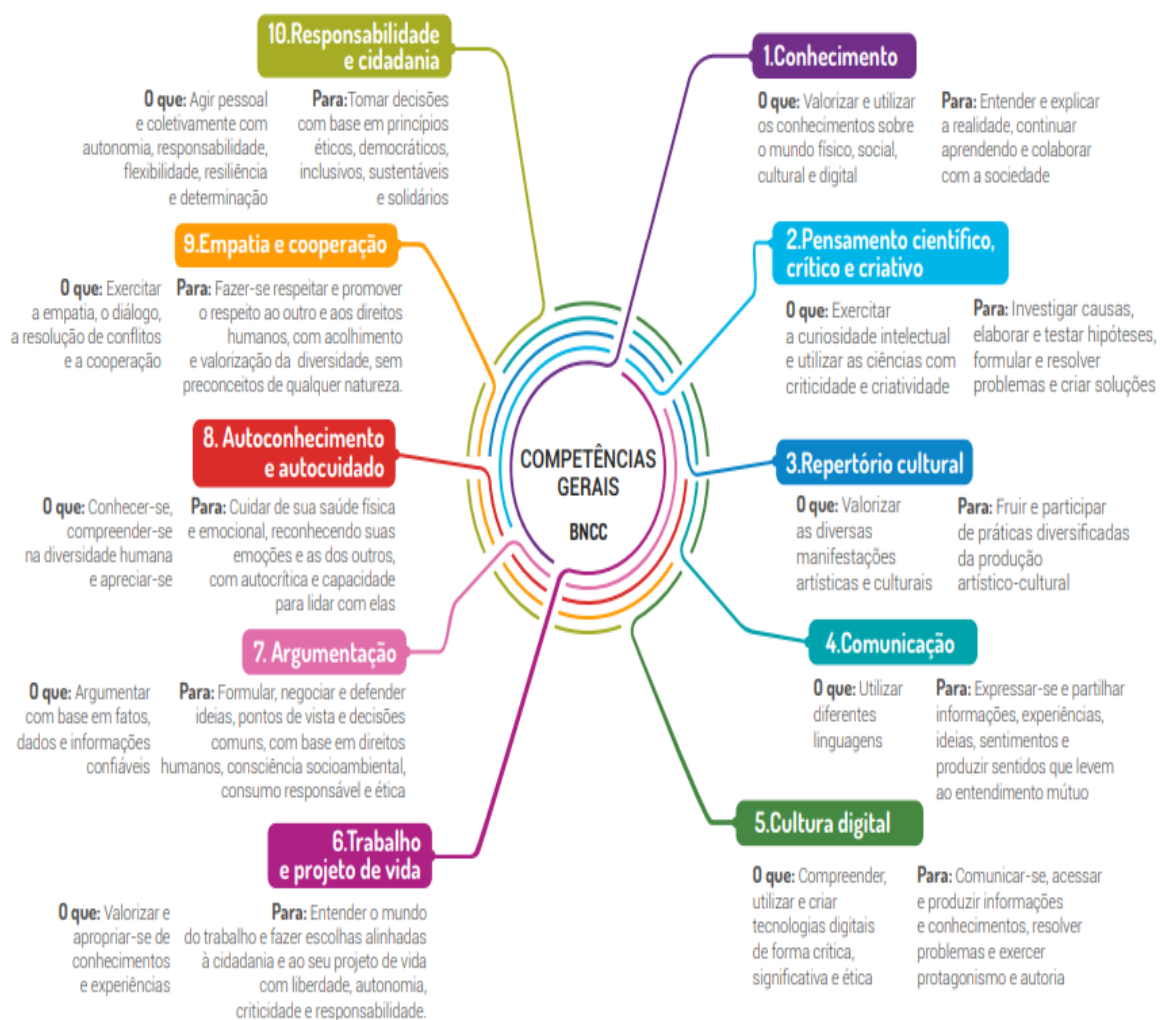 1.Conhecimento
O que: Valorizar e utilizar
os conhecimentos sobre
o mundo físico, social,
cultural e digital
Para: Entender e explicar
a realidade, continuar
aprendendo e colaborar
com a sociedade
2.Pensamento científico,
crítico e criativo
O que: Exercitar
a curiosidade intelectual
e utilizar as ciências com
criticidade e criatividade
Para: Investigar causas,
elaborar e testar hipóteses,
formular e resolver
problemas e criar soluções
3.Repertório cultural
O que: Valorizar
as diversas
manifestações
artísticas e culturais
Para: Fruir e participar
de práticas diversificadas
da produção
artístico-cultural
4.Comunicação
O que: Utilizar
diferentes
linguagens
Para: Expressar-se e partilhar
informações, experiências,
ideias, sentimentos e
produzir sentidos que levem
ao entendimento mútuo
5.Cultura digital
O que: Compreender,
utilizar e criar
tecnologias digitais
de forma crítica,
significativa e ética
Para: Comunicar-se, acessar
e produzir informações
e conhecimentos, resolver
problemas e exercer
protagonismo e autoria
6.Trabalho
e projeto de vida
O que: Valorizar e
apropriar-se de
conhecimentos
e experiências
Para: Entender o mundo
do trabalho e fazer escolhas alinhadas
à cidadania e ao seu projeto de vida
com liberdade, autonomia,
criticidade e responsabilidade.
7. Argumentação
O que: Argumentar
com base em fatos,
dados e informações
confiáveis
Para: Formular, negociar e defender
ideias, pontos de vista e decisões
comuns, com base em direitos
humanos, consciência socioambiental,
consumo responsável e ética
8. Autoconhecimento
e autocuidado
O que: Conhecer-se,
compreender-se
na diversidade humana
e apreciar-se
Para: Cuidar de sua saúde física
e emocional, reconhecendo suas
emoções e as dos outros,
com autocrítica e capacidade
para lidar com elas
9.Empatia e cooperação
O que: Exercitar
a empatia, o diálogo,
a resolução de conflitos
e a cooperação
Para: Fazer-se respeitar e promover
o respeito ao outro e aos direitos
humanos, com acolhimento
e valorização da diversidade, sem
preconceitos de qualquer natureza.
10.Responsabilidade
e cidadania
O que: Agir pessoal
e coletivamente com
autonomia, responsabilidade,
flexibilidade, resiliência
e determinação
Para:Tomar decisões
com base em princípios
éticos, democráticos,
inclusivos, sustentáveis
e solidários
COMPETÊNCIAS
GERAIS
BNCC